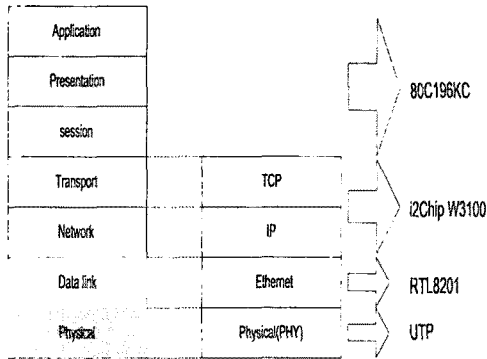 Application
Presentation
80C196KC
session
Transport
TCP
i2Chip W3100
Network
IP
Data link
Ethernet
RTL8201
Physical
Physical(PHY)
UTP